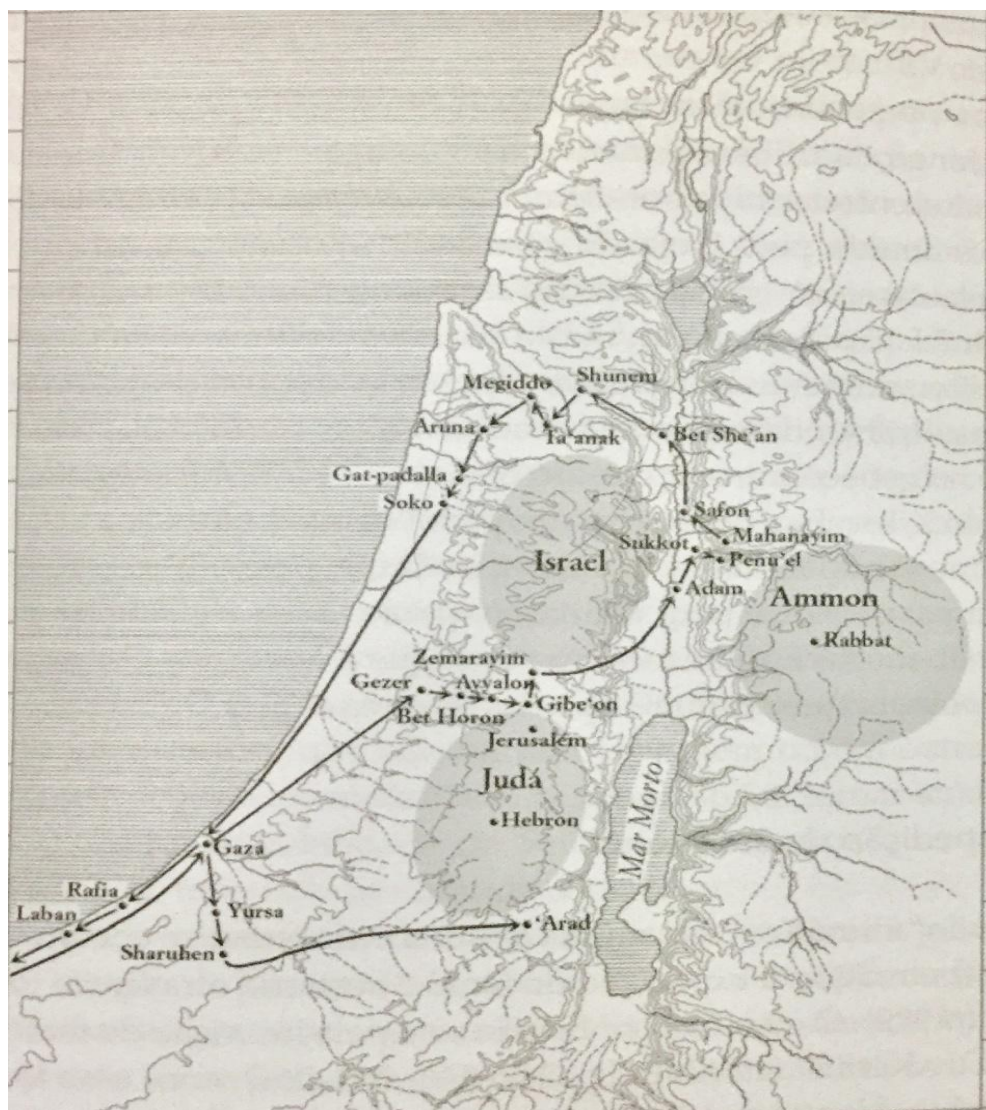 Megiddo
Shunem
Aruna
Ta'anak
Bet She'an
Gat-padalla
Soko
Safon
Sukkot
Mahanayim
Penu'el
Israel
Adam
Ammon
Rabbat
Zemarayim
Gezer
Ayyalon
Bet Horon
Gibe'on
Jerusalém
Judá
Hebron
Mar Morto
Gaza
Rafia
Laban
Yursa
Sharuhen
'Arad